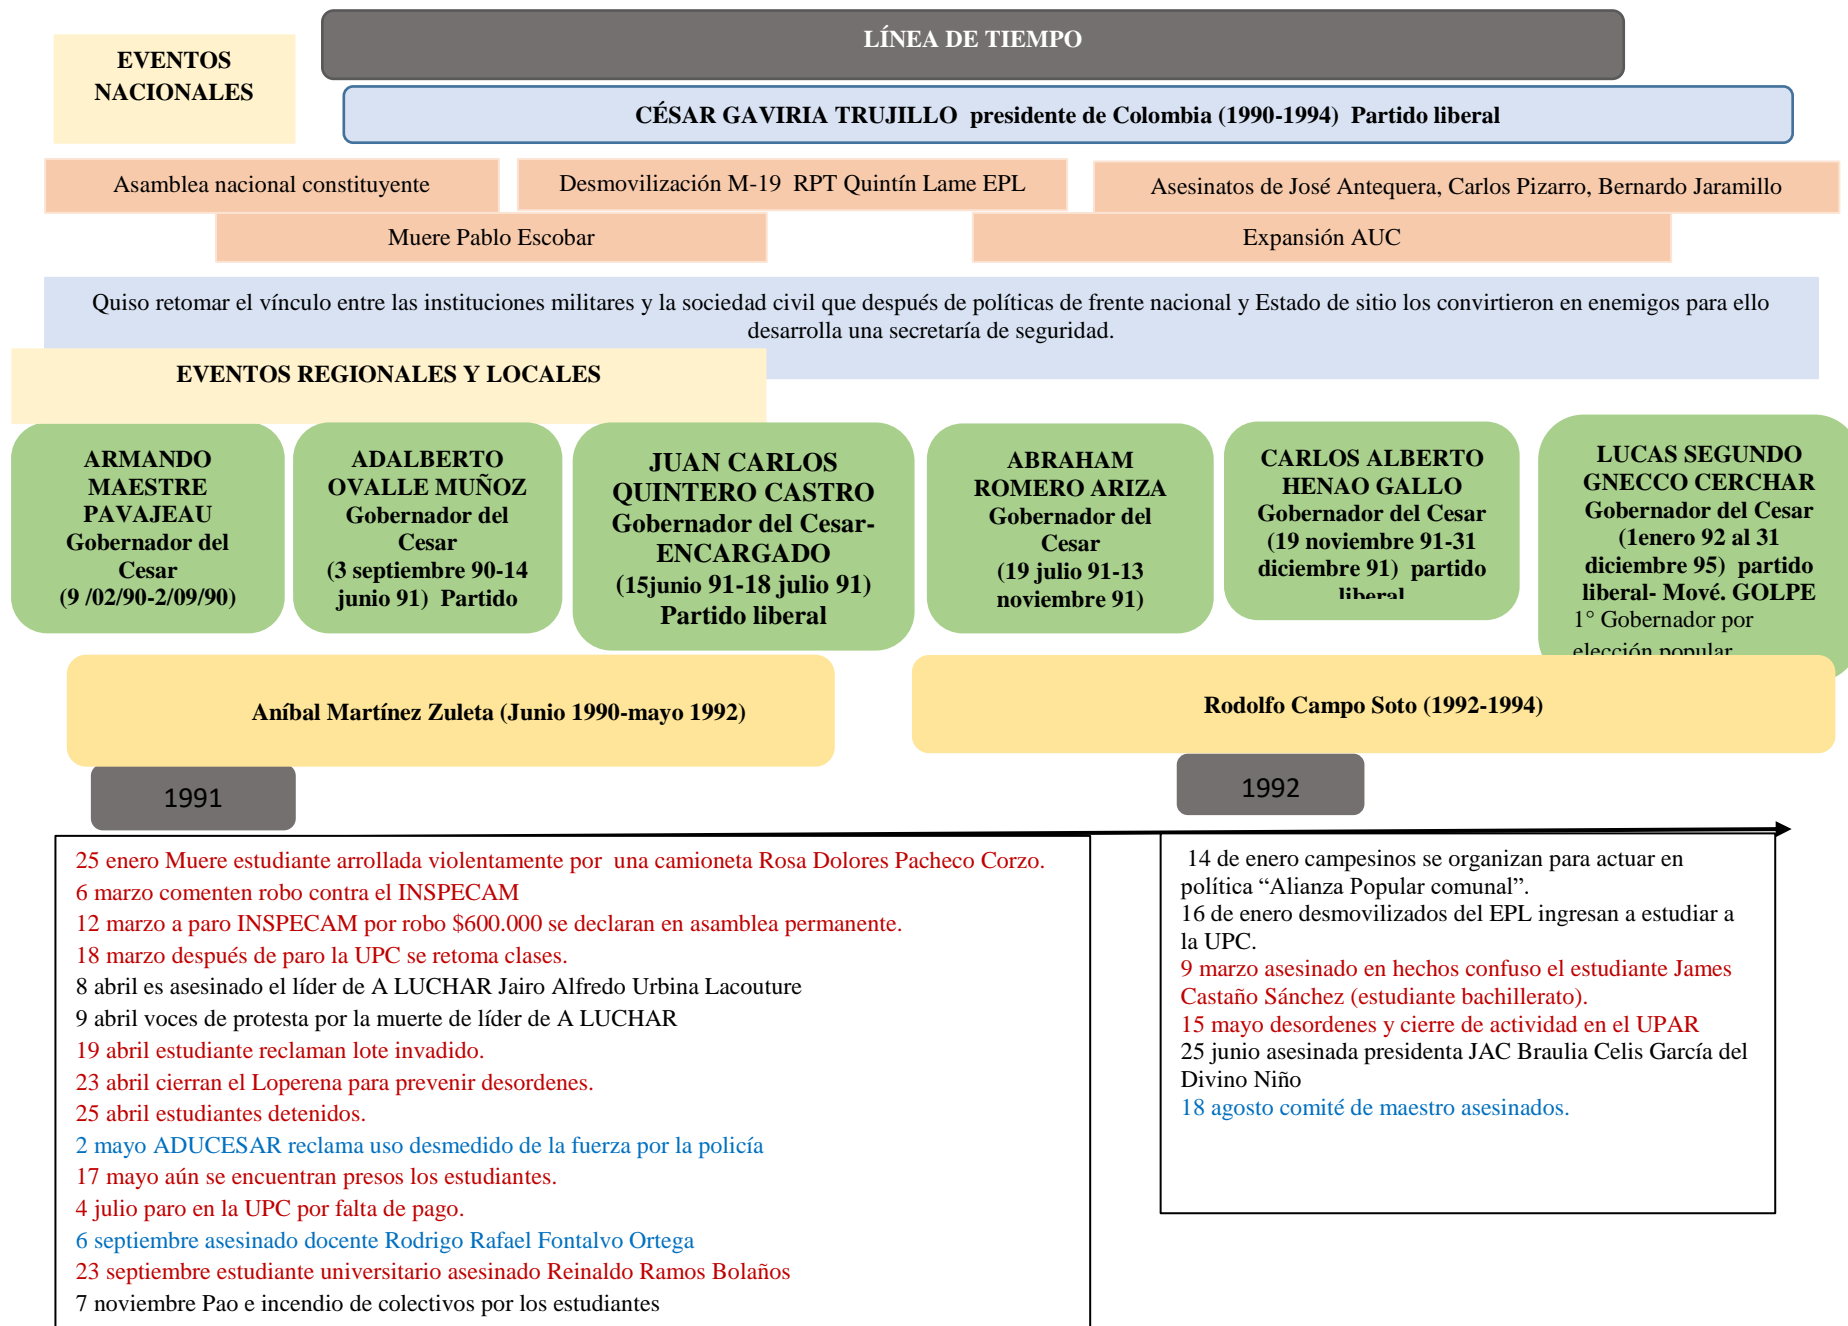 EVENTOS
NACIONALES
LÍNEA DE TIEMPO
CÉSAR GAVIRIA TRUJILLO presidente de Colombia (1990-1994) Partido liberal
Asamblea nacional constituyente
Desmovilización M-19 RPT Quintín Lame EPL
Asesinatos de José Antequera, Carlos Pizarro, Bernardo Jaramillo
Muere Pablo Escobar
Expansión AUC
Quiso retomar el vínculo entre las instituciones militares y la sociedad civil que después de políticas de frente nacional y Estado de sitio los convirtieron en enemigos para ello
desarrolla una secretaría de seguridad.
EVENTOS REGIONALES Y LOCALES
ARMANDO
MAESTRE
PAVAJEAU
Gobernador del
Cesar
(9 /02/90-2/09/90)
ADALBERTO
OVALLE MUÑOZ
Gobernador del
Cesar
(3 septiembre 90-14
junio 91) Partido
JUAN CARLOS
QUINTERO CASTRO
Gobernador del Cesar-
ENCARGADO
(15junio 91-18 julio 91)
Partido liberal
ABRAHAM
ROMERO ARIZA
Gobernador del
Cesar
(19 julio 91-13
noviembre 91)
CARLOS ALBERTO
HENAO GALLO
Gobernador del Cesar
(19 noviembre 91-31
diciembre 91) partido
liberal
LUCAS SEGUNDO
GNECCO CERCHAR
Gobernador del Cesar
(1enero 92 al 31
diciembre 95) partido
liberal- Mové. GOLPE
1° Gobernador por
elección popular
Aníbal Martínez Zuleta (Junio 1990-mayo 1992)
Rodolfo Campo Soto (1992-1994)
1991
1992
25 enero Muere estudiante arrollada violentamente por una camioneta Rosa Dolores Pacheco Corzo.
6 marzo comenten robo contra el INSPECAM
12 marzo a paro INSPECAM por robo $600.000 se declaran en asamblea permanente.
18 marzo después de paro la UPC se retoma clases.
8 abril es asesinado el líder de A LUCHAR Jairo Alfredo Urbina Lacouture
9 abril voces de protesta por la muerte de líder de A LUCHAR
19 abril estudiante reclaman lote invadido.
23 abril cierran el Loperena para prevenir desordenes.
25 abril estudiantes detenidos.
2 mayo ADUCESAR reclama uso desmedido de la fuerza por la policía
17 mayo aún se encuentran presos los estudiantes.
4 julio paro en la UPC por falta de pago.
6 septiembre asesinado docente Rodrigo Rafael Fontalvo Ortega
23 septiembre estudiante universitario asesinado Reinaldo Ramos Bolaños
7 noviembre Pao e incendio de colectivos por los estudiantes
14 de enero campesinos se organizan para actuar en
política “Alianza Popular comunal”.
16 de enero desmovilizados del EPL ingresan a estudiar a
la UPC.
9 marzo asesinado en hechos confuso el estudiante James
Castaño Sánchez (estudiante bachillerato).
15 mayo desordenes y cierre de actividad en el UPAR
25 junio asesinada presidenta JAC Braulia Celis García del
Divino Niño
18 agosto comité de maestro asesinados.